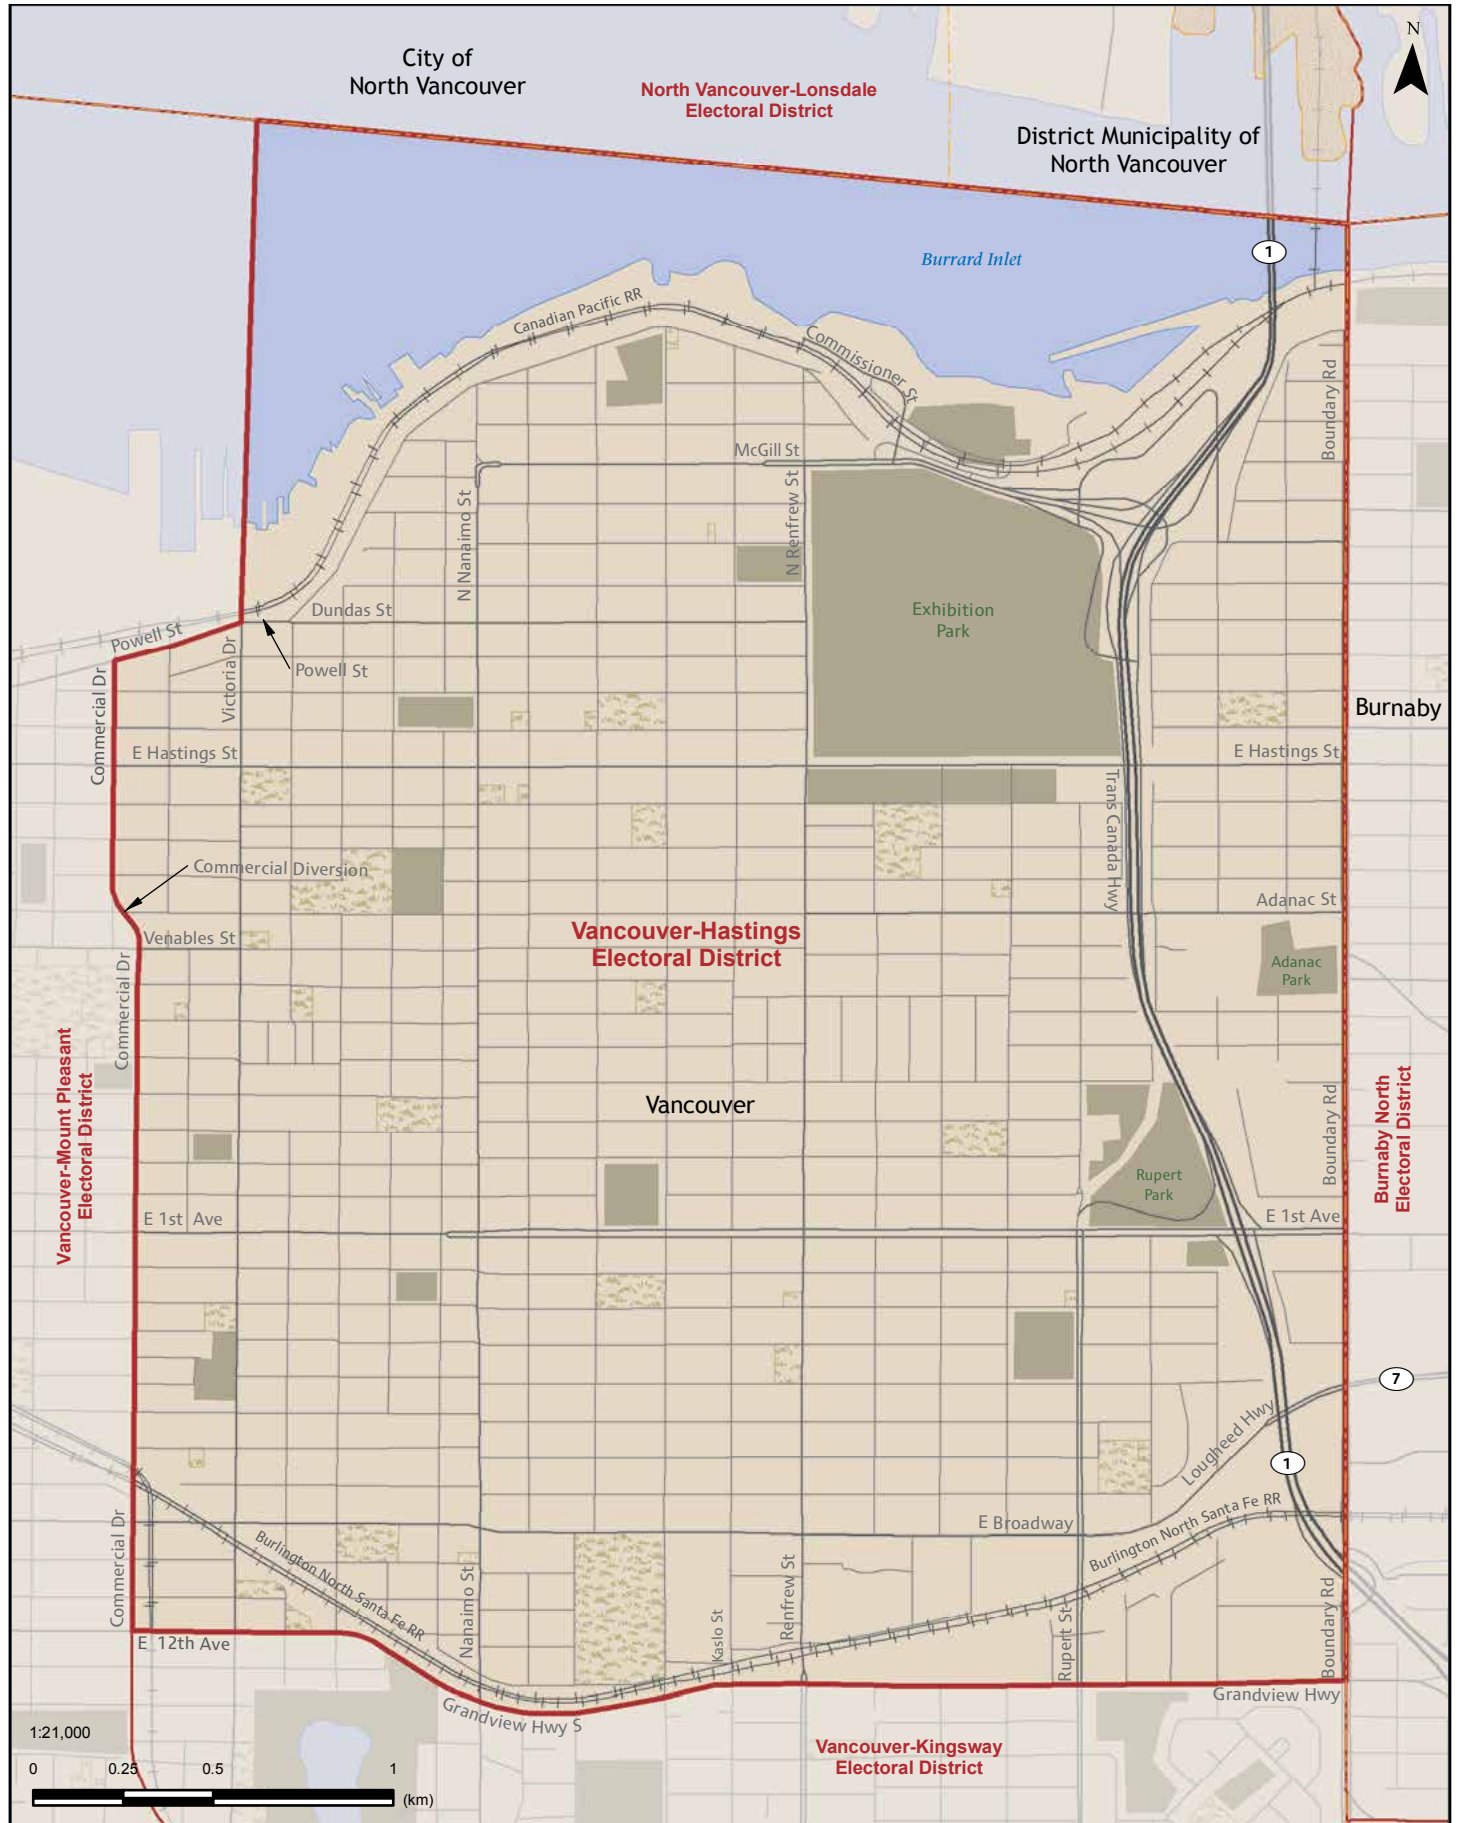 N
City of
North Vancouver
North Vancouver-Lonsdale
Electoral District
District Municipality of
North Vancouver
1
Burrard Inlet
Canadian Pacific RR
Commissioner St
Boundary Rd
McGill St
N Nanaimo St
N Renfrew St
Exhibition
Park
Dundas St
Powell St
Powell St
Victoria Dr
Commercial Dr
Burnaby
E Hastings St
E Hastings St
Trans Canada Hwy
Commercial Diversion
Adanac St
Venables St
Vancouver-Hastings
Electoral District
Adanac
Park
Commercial Dr
Vancouver-Mount Pleasant
Electoral District
Vancouver
Boundary Rd
Burnaby North
Electoral District
Rupert
Park
E 1st Ave
E 1st Ave
7
Lougheed Hwy
1
Burlington North Santa Fe RR
E Broadway
Commercial Dr
Burlington North Santa Fe RR
Nanaimo St
Renfrew St
Kaslo St
Rupert St
Boundary Rd
E 12th Ave
Grandview Hwy S
Grandview Hwy
1:21,000
Vancouver-Kingsway
Electoral District
0 0.25 0.5 1
(km)